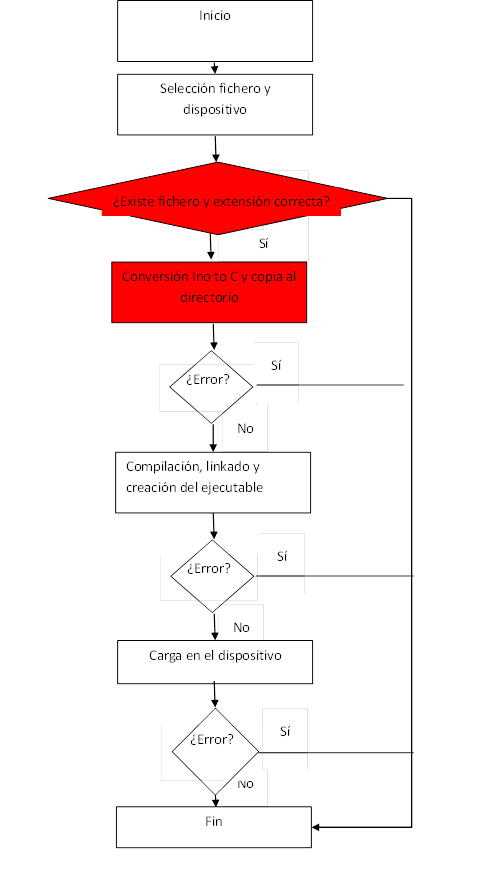 Inicio
Selección fichero y
dispositivo
¿Existe fichero y extension correcta?
Sí
Conversión Ino to C y copia al
directorio
¿Error?
Sí
No
Compilación, linkado y
creación del ejecutable
¿Error?
Sí
No
Carga en el dispositivo
¿Error?
Sí
No
Fin